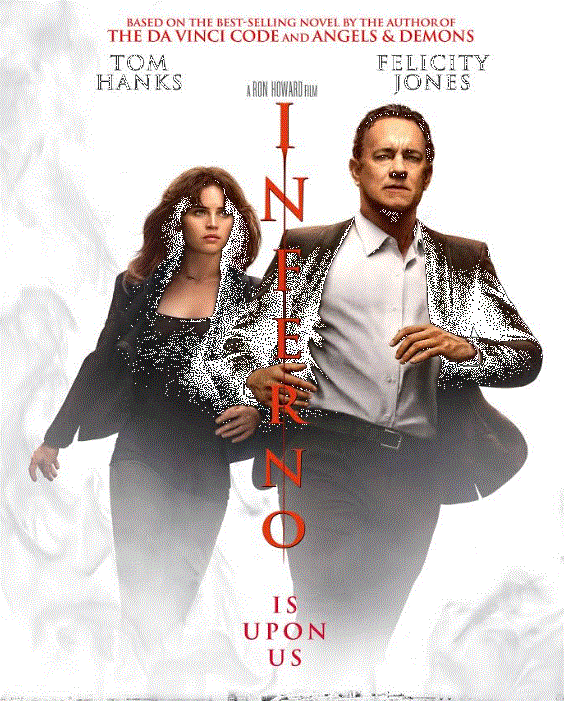 BASED ON THE BEST-SELLING NOVEL BY THE AUTHOR OF
THE DA VINCI CODE AND ANGELS & DEMONS
TOM
HANKS
FELICITY
JONES
A RON HOWARD FILM
INFERNO
IS
UPON
US